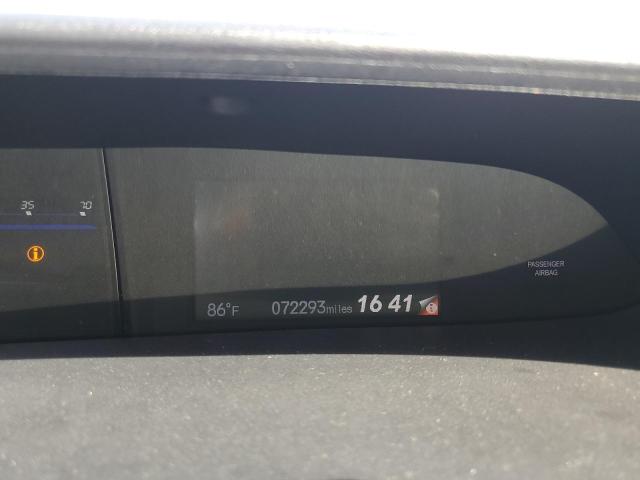 35 70
i
PASSENGER
AIRBAG
86°F 072293miles 16 41 i